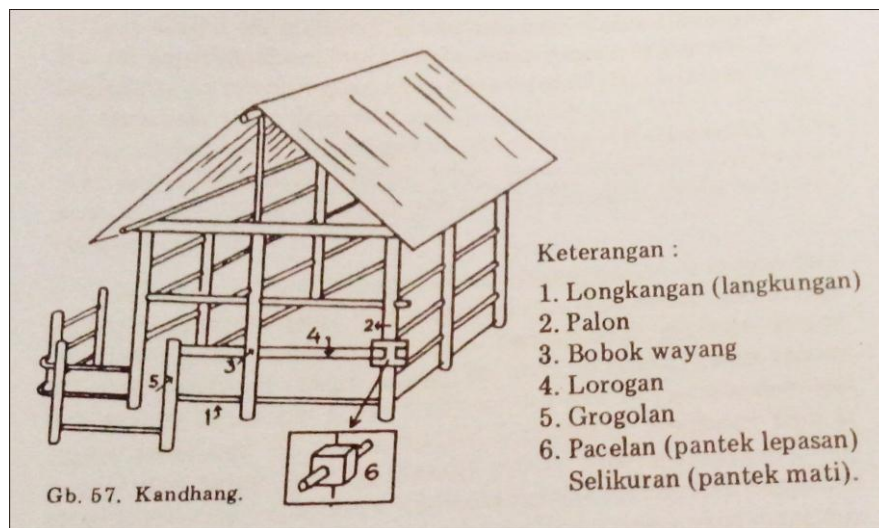 Keterangan :
1. Longkangan (langkungan)
2. Palon
3. Bobok wayang
4. Lorogan
5. Grogolan
6. Pacelan (pantek lepasan)
Selikuran (pantek mati).
2
4
3
5
1
6
Gb. 57. Kandhang.